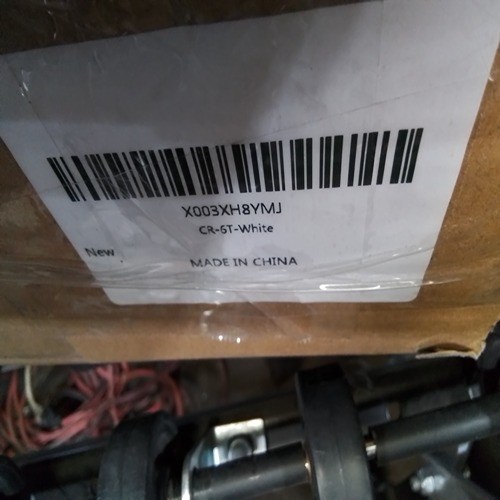 X003XH8YMJ
CR-6T-White
New
MADE IN CHINA